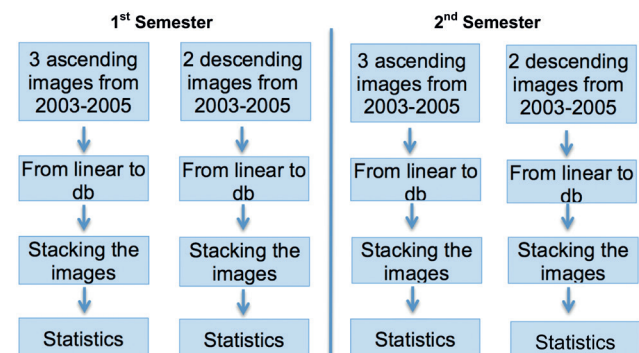 1st Semester
3 ascending
images from
2003-2005
2 descending
images from
2003-2005
From linear to
db
From linear to
db
Stacking the
images
Stacking the
images
Statistics
Statistics
2nd Semester
3 ascending
images from
2003-2005
2 descending
images from
2003-2005
From linear to
db
From linear to
db
Stacking the
images
Stacking the
images
Statistics
Statistics